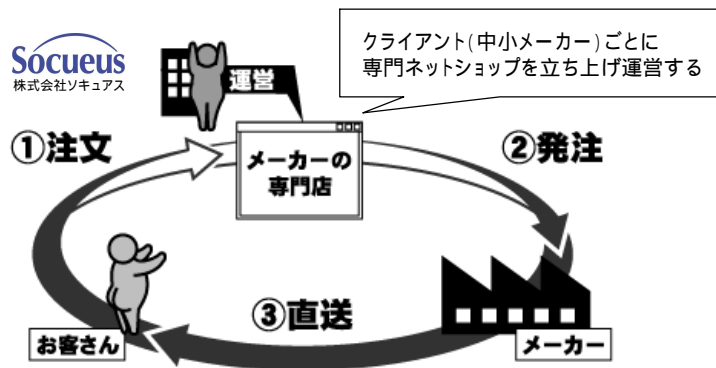 Socueus
株式会社ソキュアス
運営
クライアント(中小メーカー)ごとに
専門ネットショップを立ち上げ運営する
①注文
メーカーの
専門店
②発注
③直送
お客さん
メーカー